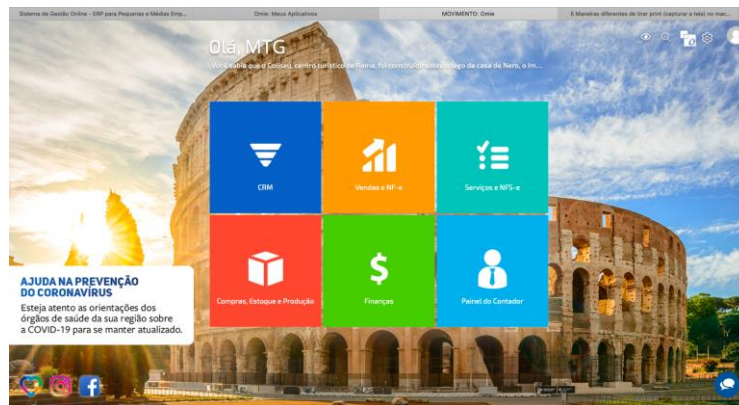 Sistema de Gestão Online - ERP para Pequenas e Médias Emp...
Omie: Meus Aplicativos
MOVIMENTO: Omie
5 Maneiras diferentes de tirar print (capturar a tela) no mac...
Olá, MTG
Você sabia que o Coliseu, centro turístico de Roma, foi construído sobre o lago da casa de Nero, o im...
CRM
Vendas e NF-e
Serviços e NFS-e
Compras, Estoque e Produção
Finanças
Painel do Contador
AJUDA NA PREVENÇÃO
DO CORONAVÍRUS
Esteja atento as orientações dos
órgãos de saúde da sua região sobre
a COVID-19 para se manter atualizado.